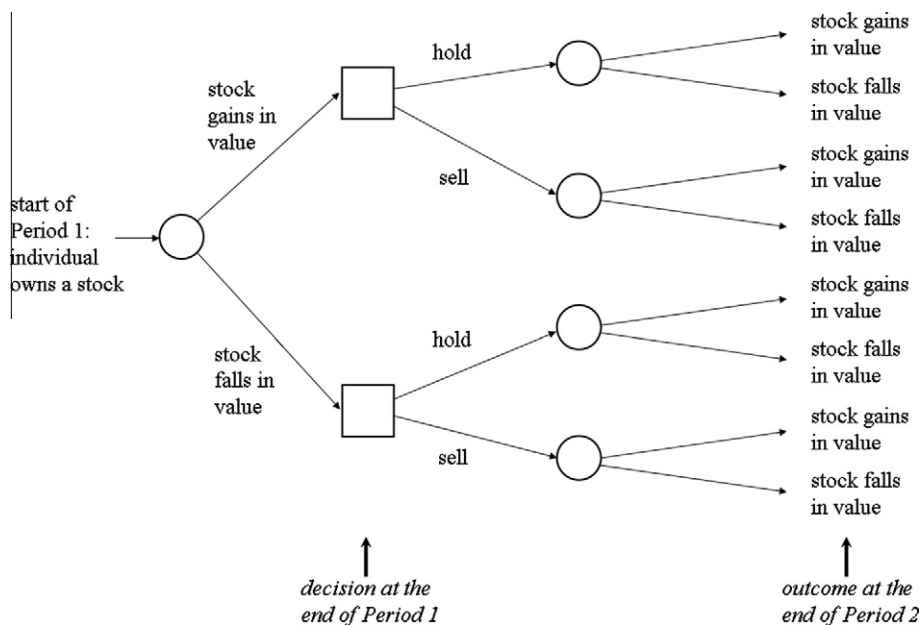 start of
Period 1:
individual
owns a stock
stock
gains in
value
stock
falls in
value
hold
sell
hold
sell
stock gains
in value
stock falls
in value
stock gains
in value
stock falls
in value
stock gains
in value
stock falls
in value
stock gains
in value
stock falls
in value
decision at the
end of Period 1
outcome at the
end of Period 2